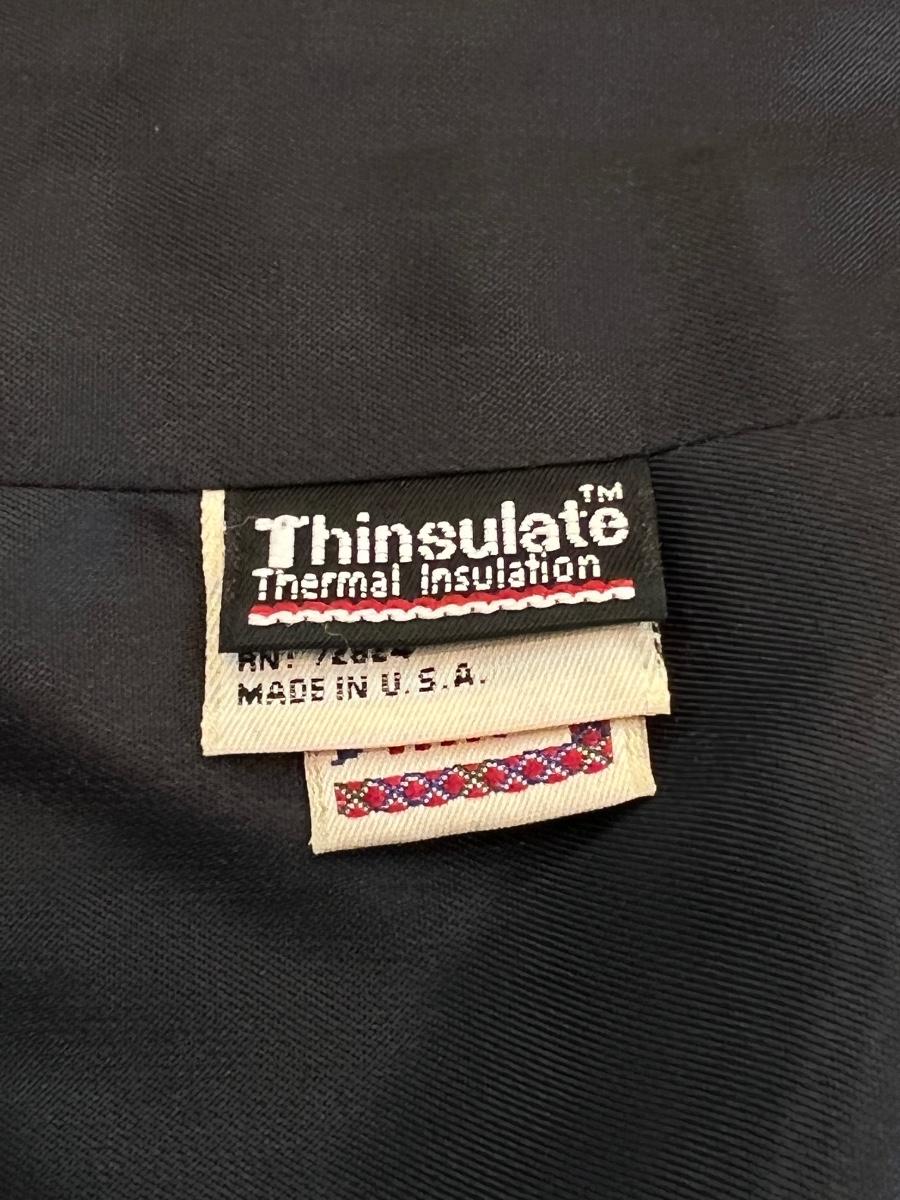 Thinsulate™
Thermal Insulation
MADE IN U.S.A.